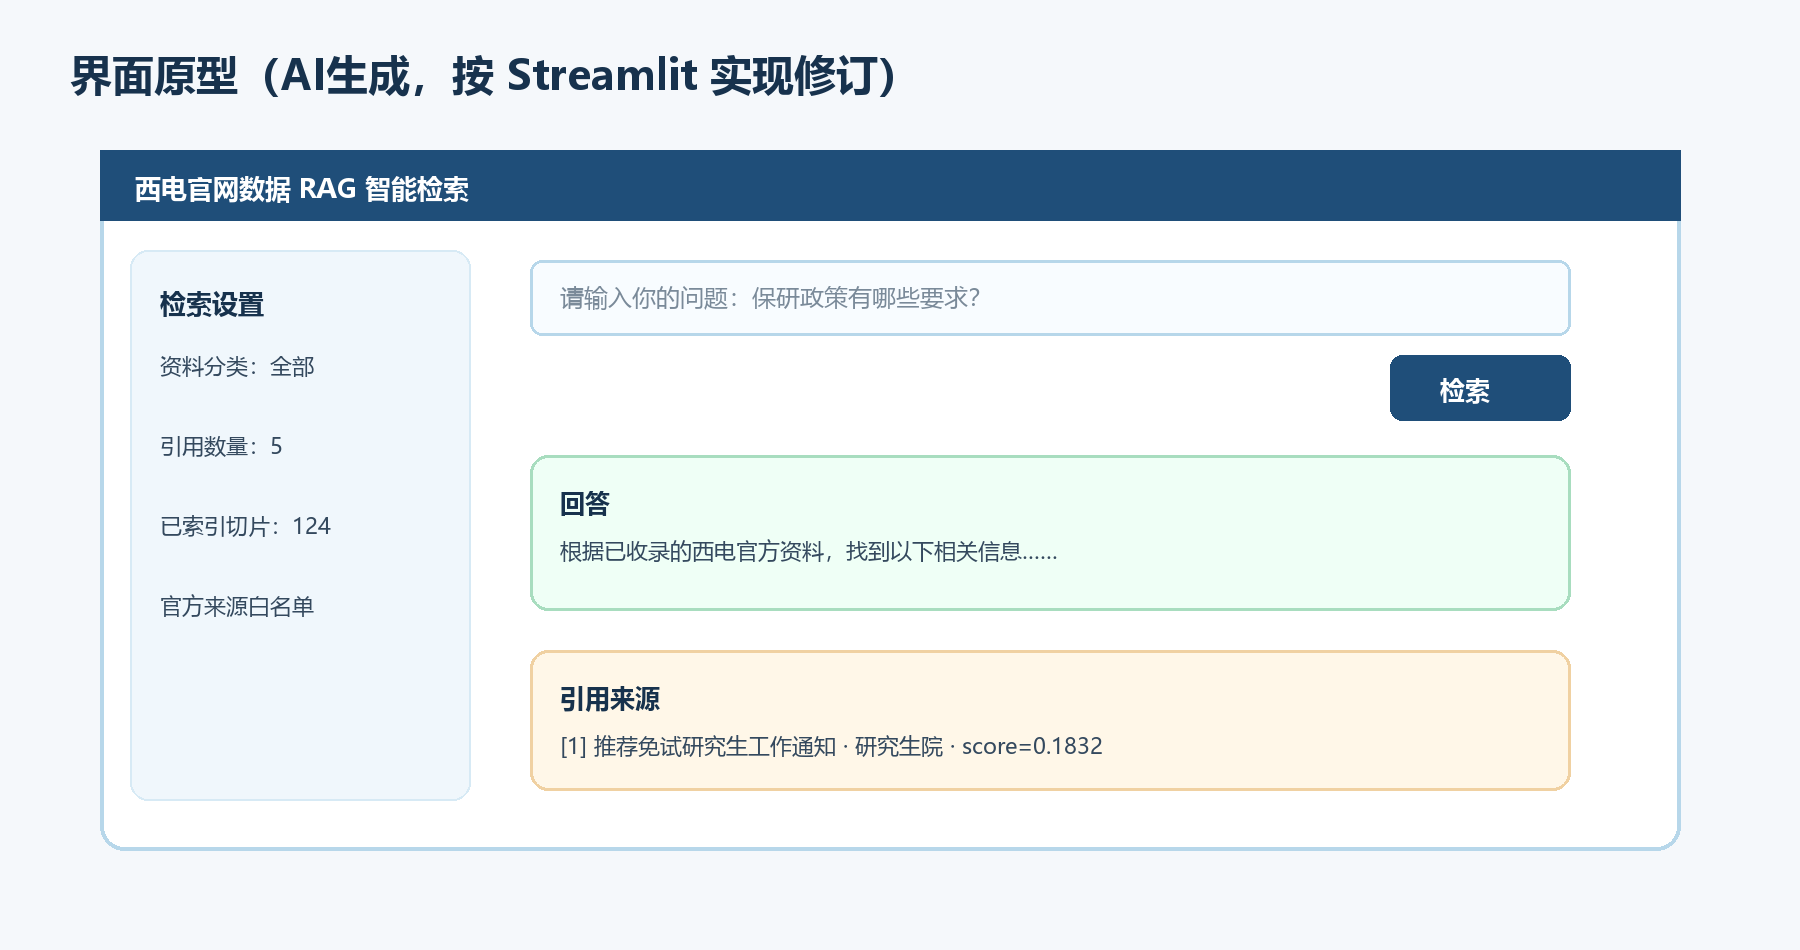 界面原型（AI生成，按 Streamlit 实现修订）
西电官网数据 RAG 智能检索
检索设置
资料分类：全部
引用数量：5
已索引切片：124
官方来源白名单
请输入你的问题：保研政策有哪些要求？
检索
回答
根据已收录的西电官方资料，找到以下相关信息......
引用来源
[1] 推荐免试研究生工作通知 · 研究生院 · score=0.1832